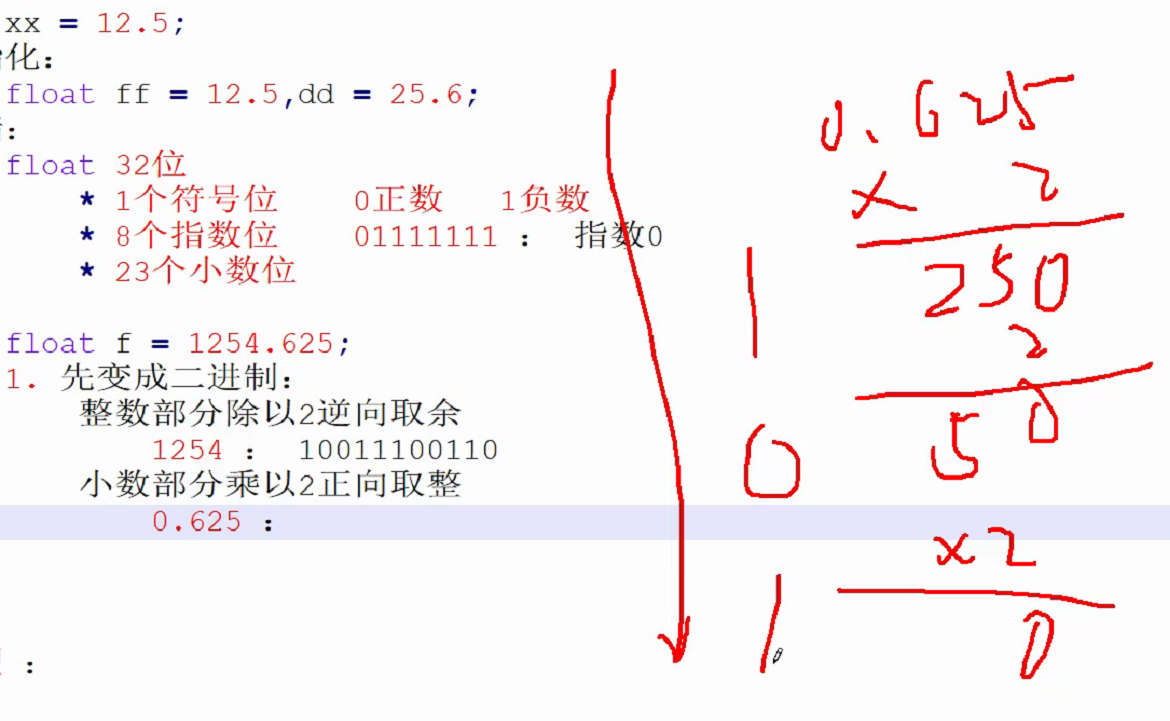 xx = 12.5;
化：
float ff = 12.5,dd = 25.6;
：
float 32位
* 1个符号位 0正数 1负数
* 8个指数位 01111111 ： 指数0
* 23个小数位
float f = 1254.625;
1. 先变成二进制：
整数部分除以2逆向取余
1254 ： 10011100110
小数部分乘以2正向取整
0.625 ：
：
0.625
× 2
1 250
2
0 50
×2
1 0